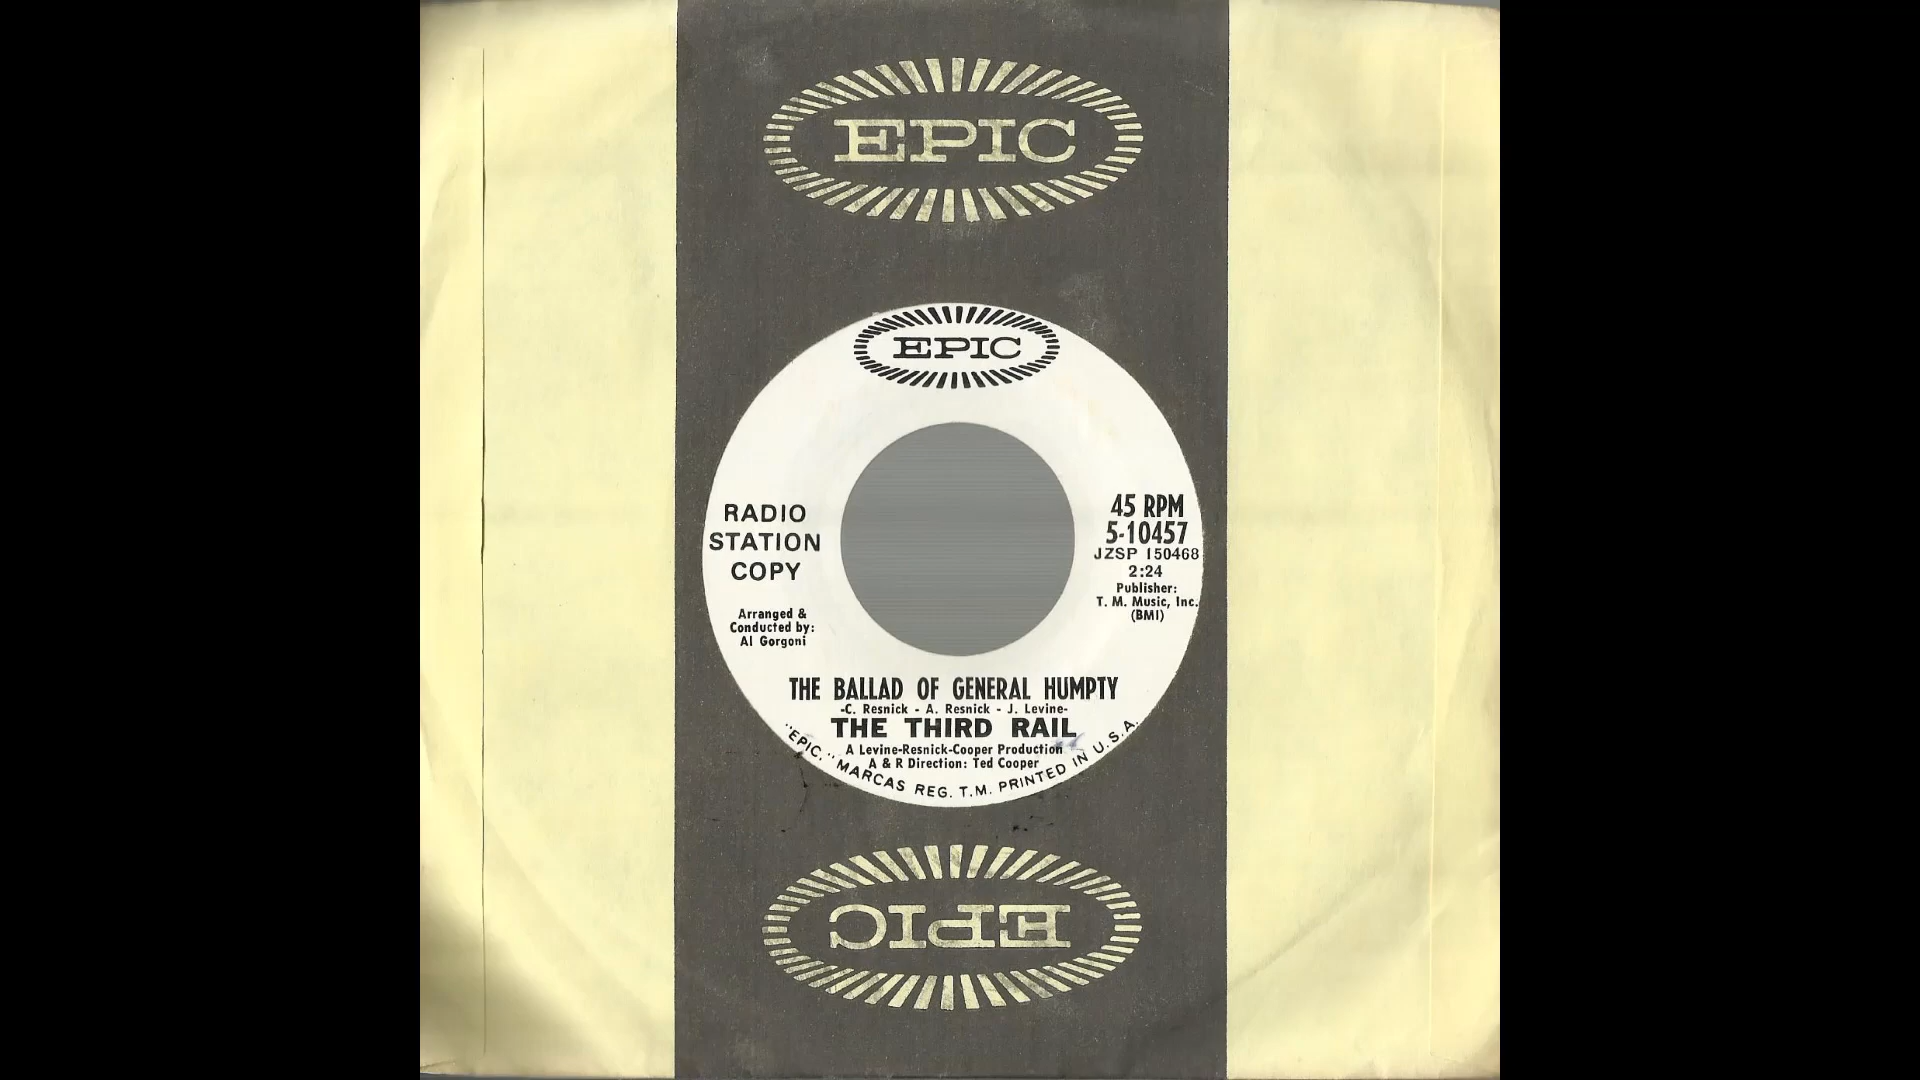 EPIC
EPIC
RADIO
STATION
COPY
45 RPM
5-10457
JZSP 150468
2:24
Publisher:
T. M. Music, Inc.
(BMI)
Arranged &
Conducted by:
Al Gorgoni
THE BALLAD OF GENERAL HUMPTY
-C. Resnick - A. Resnick - J. Levine-
THE THIRD RAIL
A Levine-Resnick-Cooper Production
A & R Direction: Ted Cooper
"EPIC," MARCAS REG. T.M. PRINTED IN U.S.A.
EPIC